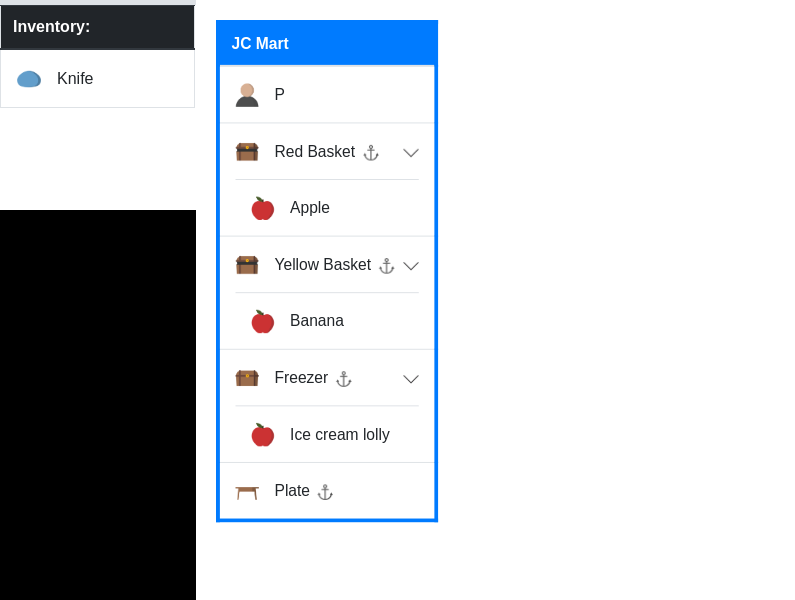 Inventory:
Knife
JC Mart
P
Red Basket
Apple
Yellow Basket
Banana
Freezer
Ice cream lolly
Plate